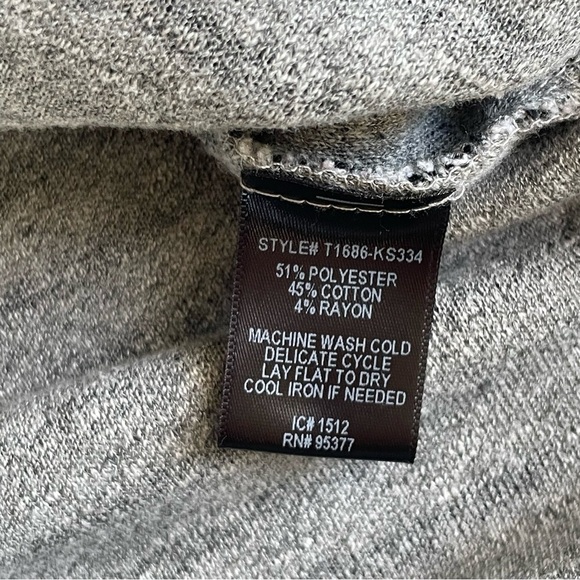 STYLE# T1686-KS334
51% POLYESTER
45% COTTON
4% RAYON
MACHINE WASH COLD
DELICATE CYCLE
LAY FLAT TO DRY
COOL IRON IF NEEDED
IC# 1512
RN# 95377